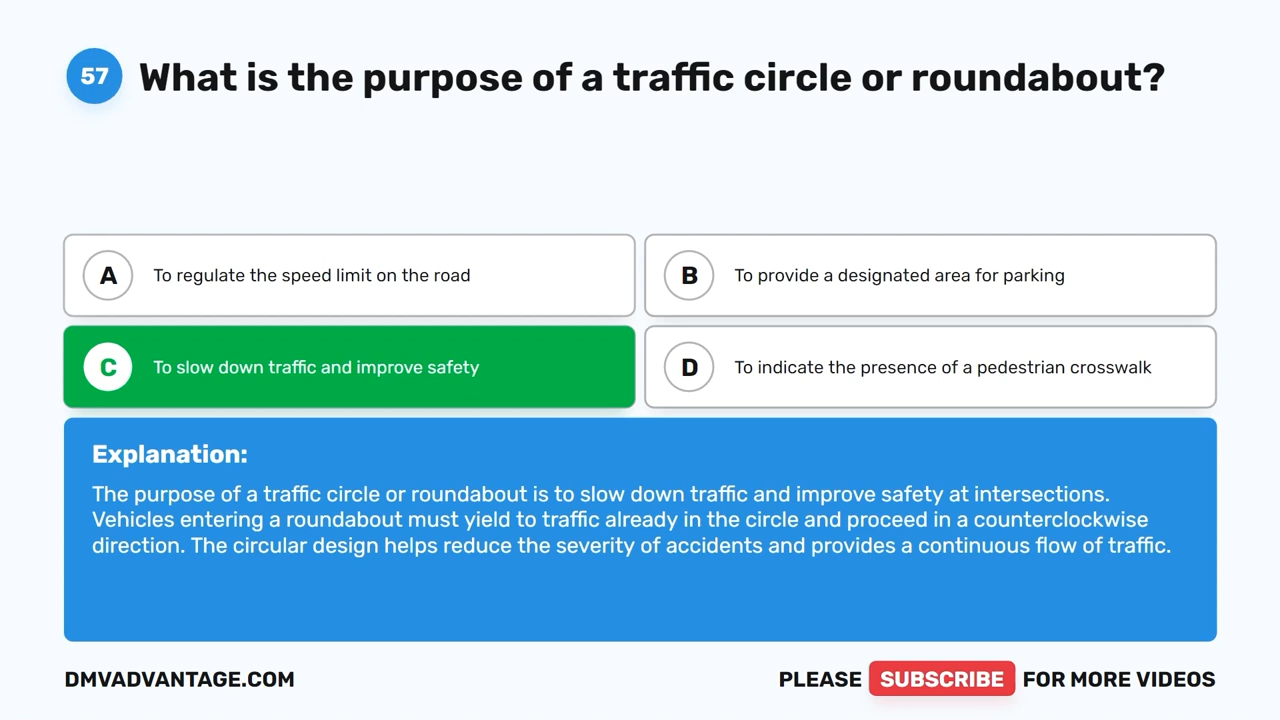 57 What is the purpose of a traffic circle or roundabout?
A To regulate the speed limit on the road
B To provide a designated area for parking
C To slow down traffic and improve safety
D To indicate the presence of a pedestrian crosswalk
Explanation:
The purpose of a traffic circle or roundabout is to slow down traffic and improve safety at intersections.
Vehicles entering a roundabout must yield to traffic already in the circle and proceed in a counterclockwise
direction. The circular design helps reduce the severity of accidents and provides a continuous flow of traffic.
DMVADVANTAGE.COM
PLEASE SUBSCRIBE FOR MORE VIDEOS